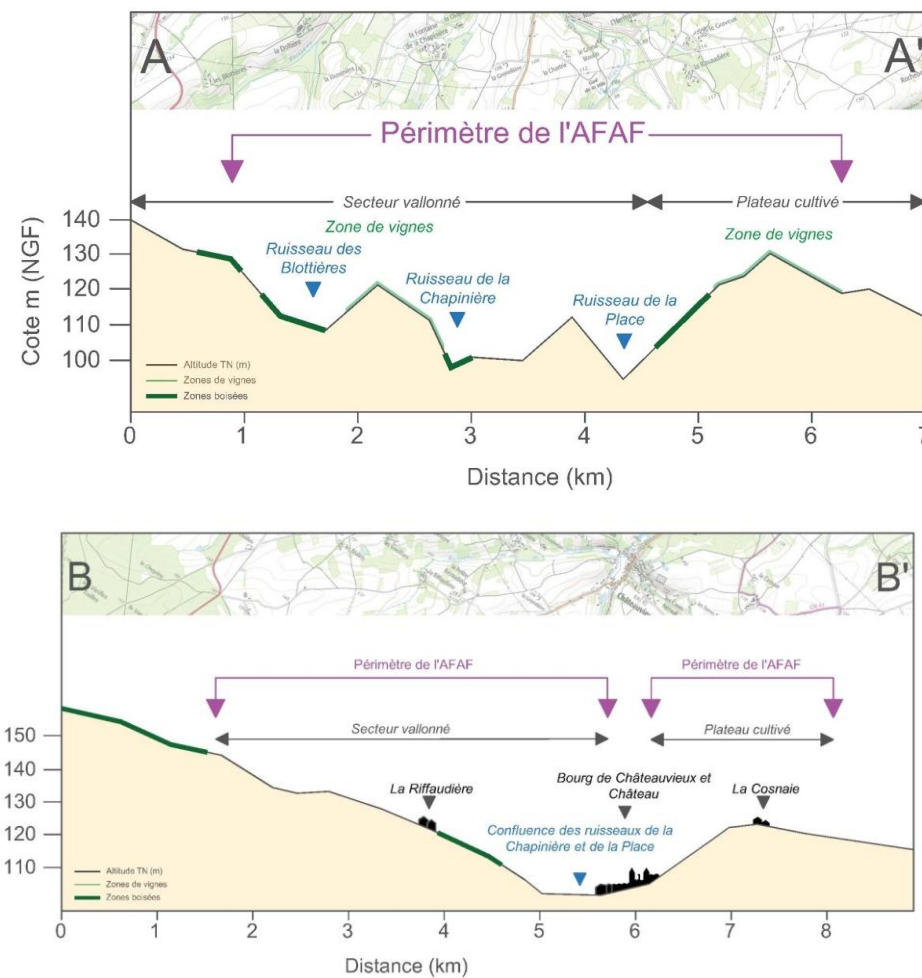 A
A'
Périmètre de l'AFAF
Secteur vallonné
Plateau cultivé
Zone de vignes
Zone de vignes
Ruisseau des
Blottières
Ruisseau de la
Chapinière
Ruisseau de la
Place
Cote m (NGF)
140
130
120
110
100
Altitude TN (m)
Zones de vignes
Zones boisées
0 1 2 3 4 5 6 7
Distance (km)
B
B'
Périmètre de l'AFAF
Périmètre de l'AFAF
Secteur vallonné
Plateau cultivé
150
140
130
120
110
La Riffaudière
Bourg de Châteauvieux et
Château
La Cosnaie
Confluence des ruisseaux de la
Chapinière et de la Place
Altitude TN (m)
Zones de vignes
Zones boisées
0 1 2 3 4 5 6 7 8
Distance (km)